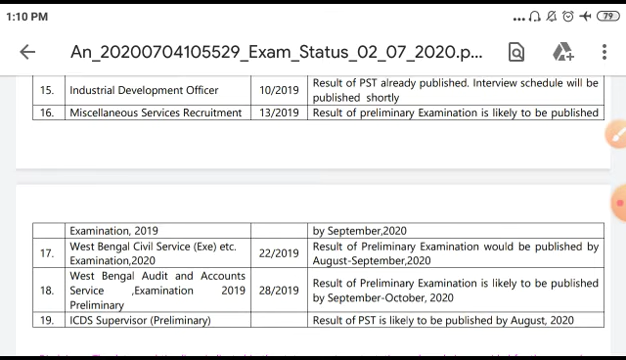 1:10 PM
79
An_20200704105529_Exam_Status_02_07_2020.p...
15. Industrial Development Officer 10/2019 Result of PST already published. Interview schedule will be
published shortly
16. Miscellaneous Services Recruitment 13/2019 Result of preliminary Examination is likely to be published
Examination, 2019 by September,2020
17. West Bengal Civil Service (Exe) etc. 22/2019 Result of Preliminary Examination would be published by
Examination,2020 August-September,2020
West Bengal Audit and Accounts
18. Service ,Examination 2019 28/2019 Result of Preliminary Examination is likely to be published
Preliminary by September-October, 2020
19. ICDS Supervisor (Preliminary) Result of PST is likely to be published by August, 2020